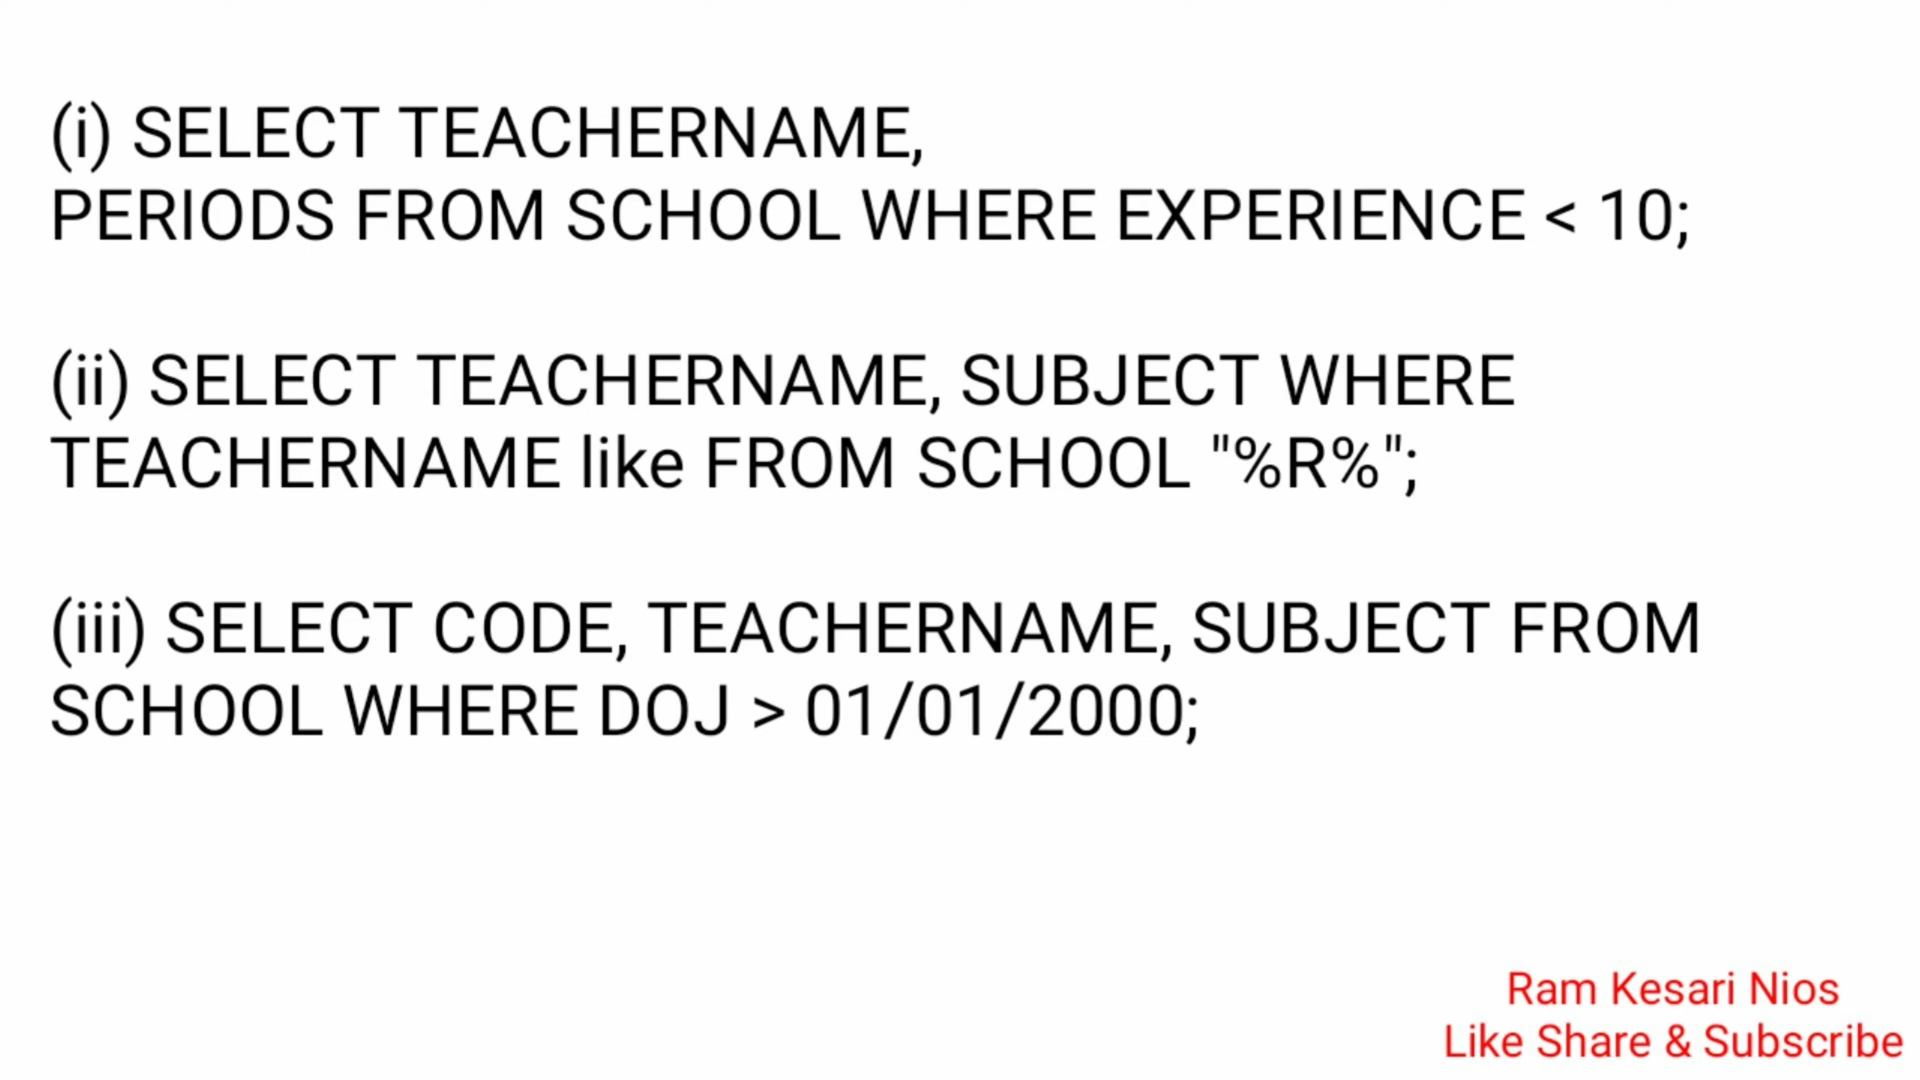 (i) SELECT TEACHERNAME,
PERIODS FROM SCHOOL WHERE EXPERIENCE < 10;
(ii) SELECT TEACHERNAME, SUBJECT WHERE
TEACHERNAME like FROM SCHOOL "%R%";
(iii) SELECT CODE, TEACHERNAME, SUBJECT FROM
SCHOOL WHERE DOJ > 01/01/2000;
Ram Kesari Nios
Like Share & Subscribe